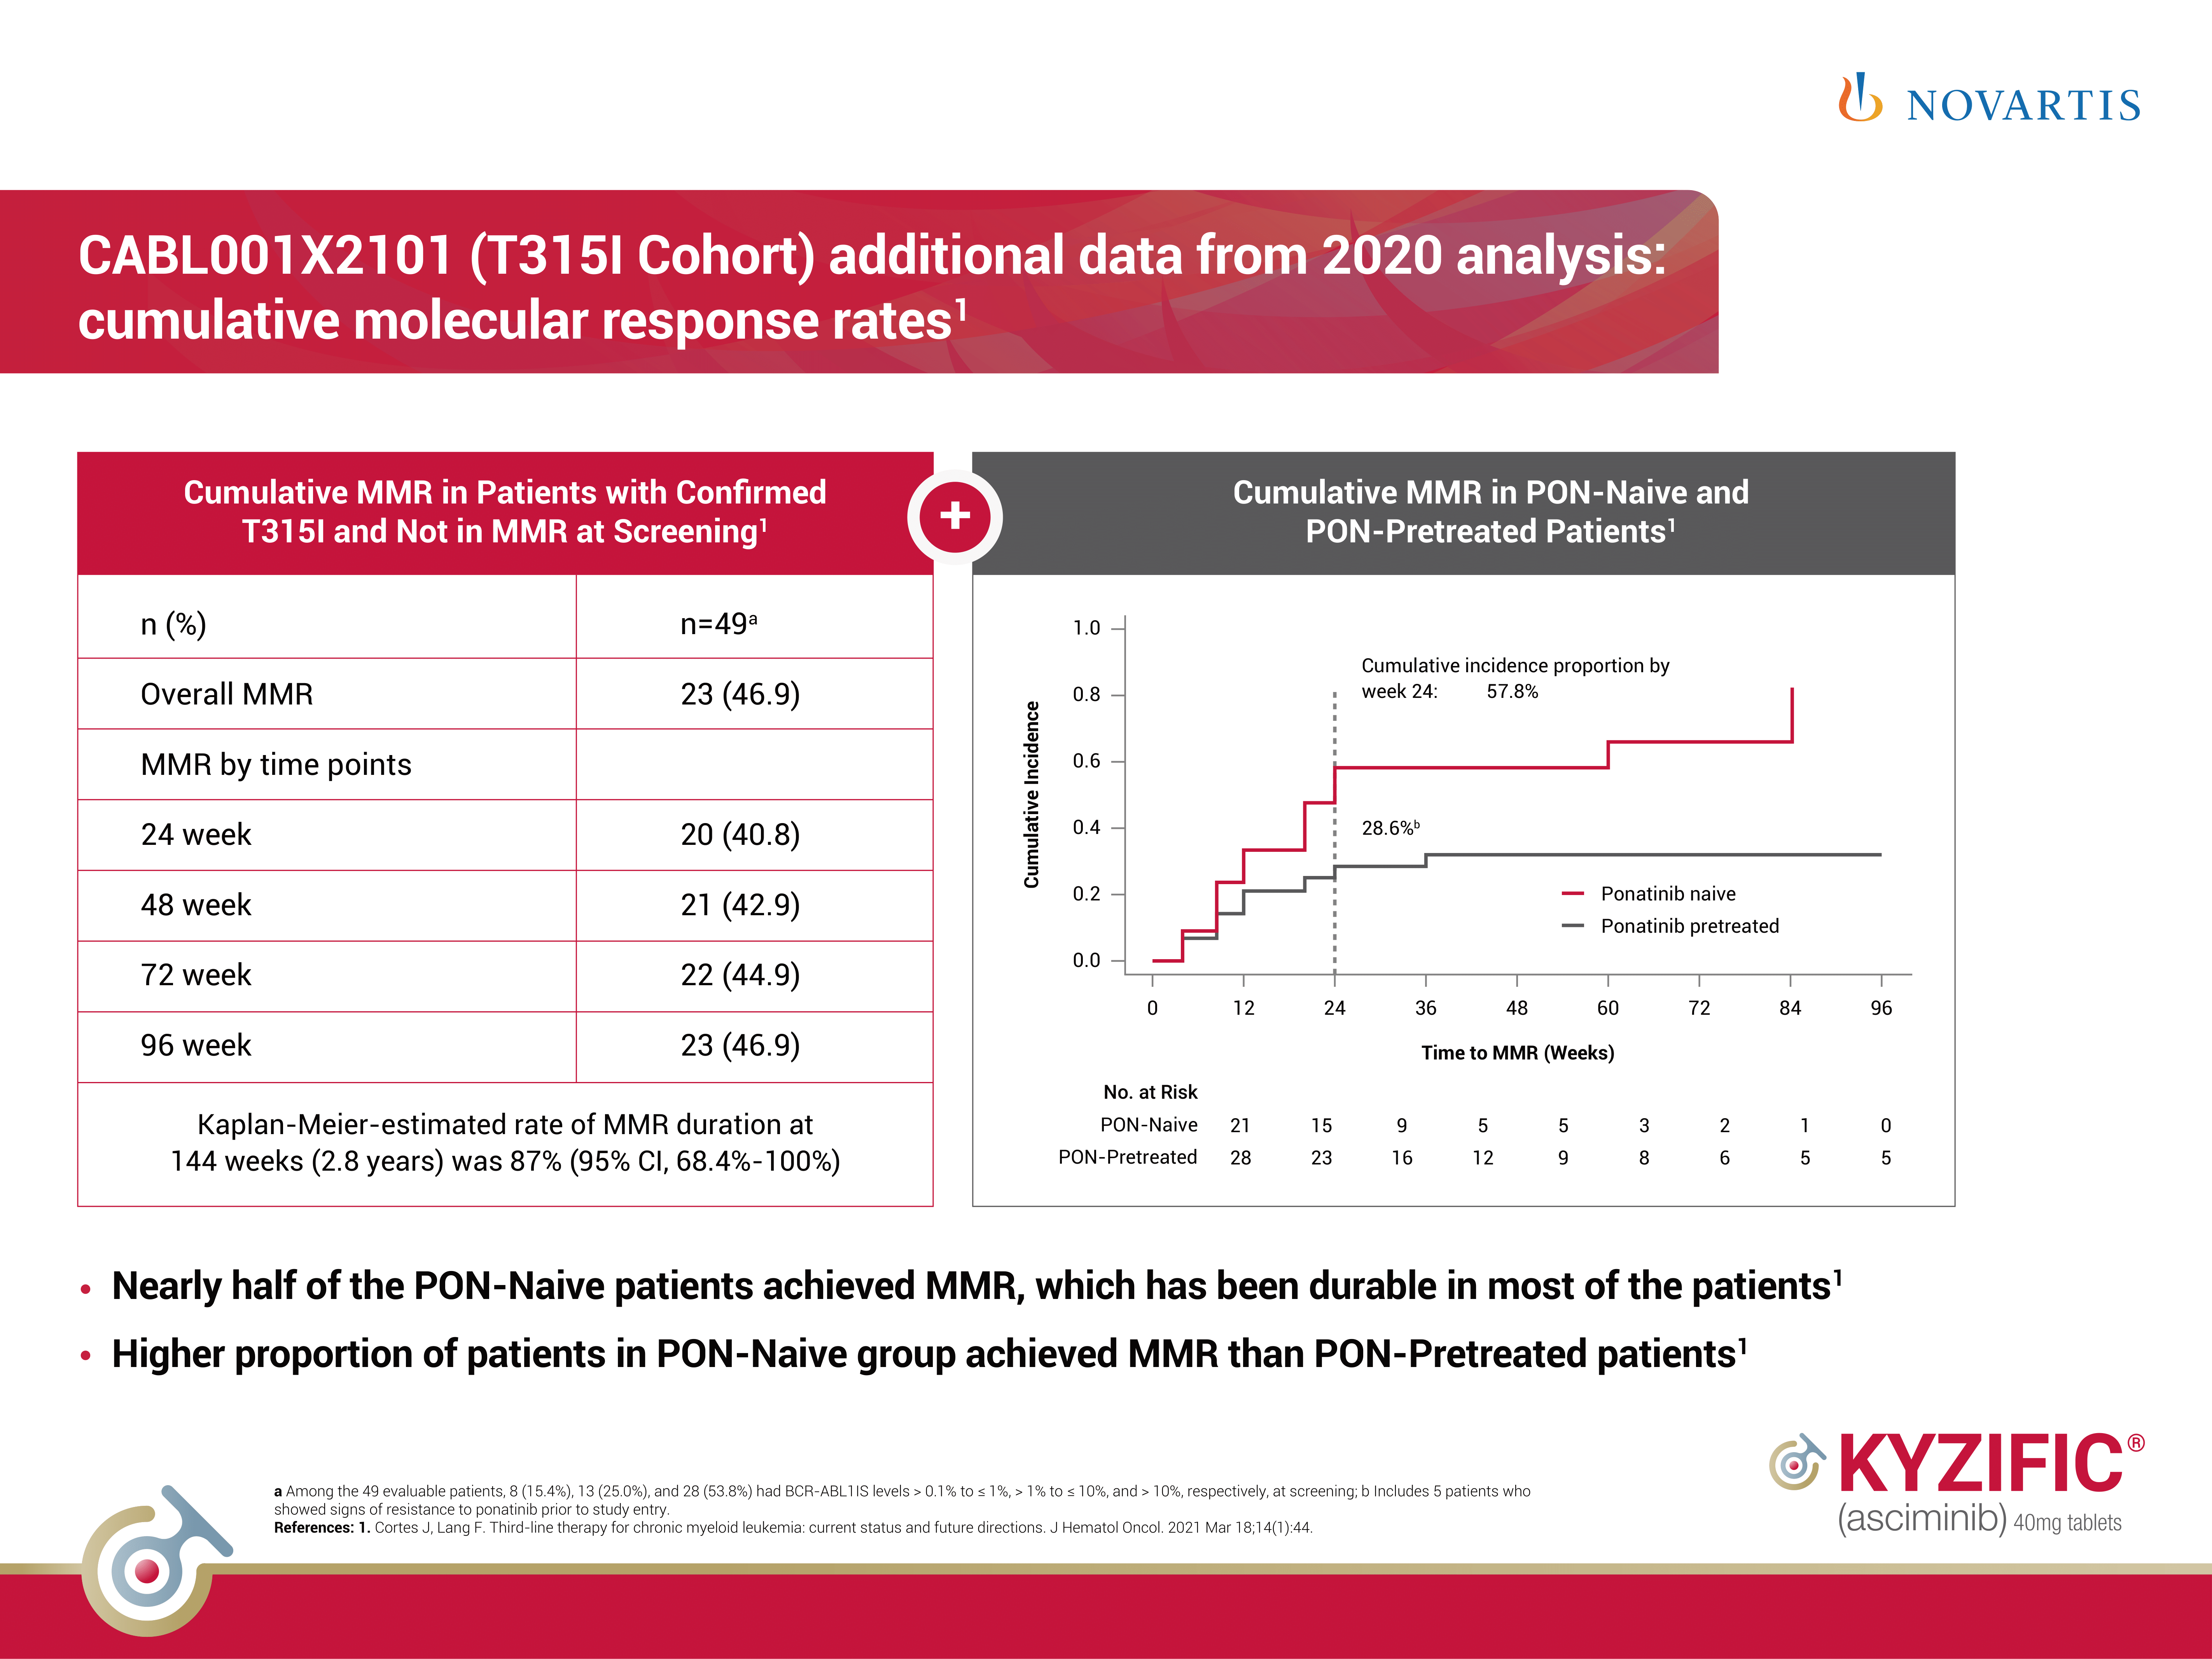 NOVARTIS
CABL001X2101 (T315I Cohort) additional data from 2020 analysis:
cumulative molecular response rates1
Cumulative MMR in Patients with Confirmed
T315I and Not in MMR at Screening1
n (%) n=49a
Overall MMR 23 (46.9)
MMR by time points
24 week 20 (40.8)
48 week 21 (42.9)
72 week 22 (44.9)
96 week 23 (46.9)
Kaplan-Meier-estimated rate of MMR duration at
144 weeks (2.8 years) was 87% (95% CI, 68.4%-100%)
+
Cumulative MMR in PON-Naive and
PON-Pretreated Patients1
Cumulative Incidence
1.0
0.8
0.6
0.4
0.2
0.0
Cumulative incidence proportion by
week 24: 57.8%
28.6%b
Ponatinib naive
Ponatinib pretreated
0 12 24 36 48 60 72 84 96
Time to MMR (Weeks)
No. at Risk
PON-Naive 21 15 9 5 5 3 2 1 0
PON-Pretreated 28 23 16 12 9 8 6 5 5
• Nearly half of the PON-Naive patients achieved MMR, which has been durable in most of the patients1
• Higher proportion of patients in PON-Naive group achieved MMR than PON-Pretreated patients1
a Among the 49 evaluable patients, 8 (15.4%), 13 (25.0%), and 28 (53.8%) had BCR-ABL1IS levels > 0.1% to ≤ 1%, > 1% to ≤ 10%, and > 10%, respectively, at screening; b Includes 5 patients who
showed signs of resistance to ponatinib prior to study entry.
References: 1. Cortes J, Lang F. Third-line therapy for chronic myeloid leukemia: current status and future directions. J Hematol Oncol. 2021 Mar 18;14(1):44.
KYZIFIC®
(asciminib) 40mg tablets